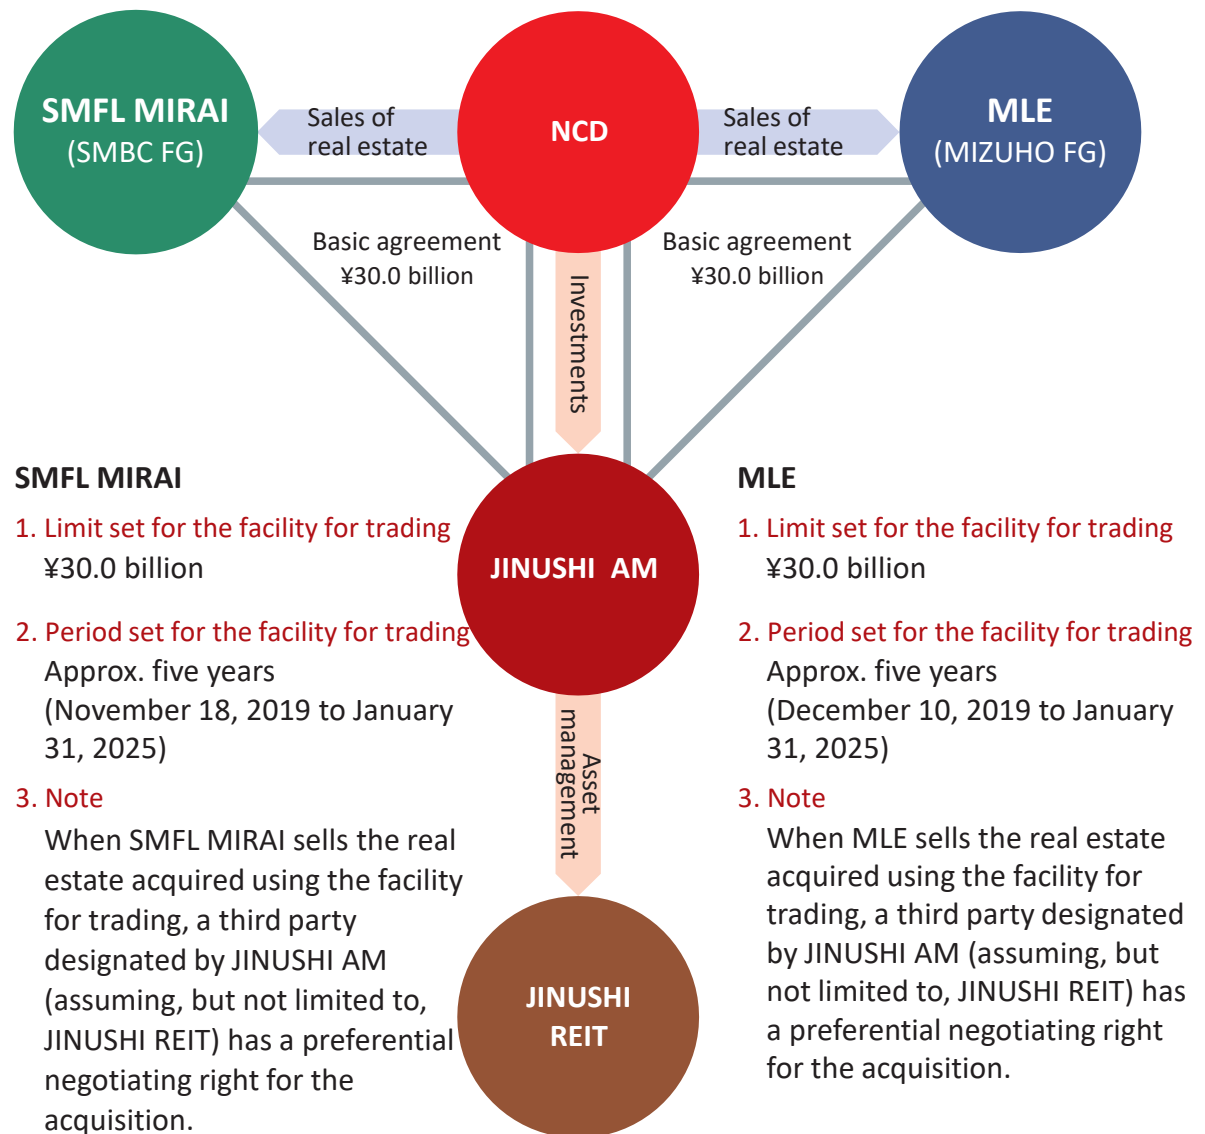 SMFL MIRAI
(SMBC FG)
Sales of
real estate
NCD
Sales of
real estate
MLE
(MIZUHO FG)
Basic agreement
¥30.0 billion
Investments
Basic agreement
¥30.0 billion
JINUSHI AM
Asset
management
JINUSHI
REIT
SMFL MIRAI
1. Limit set for the facility for trading
¥30.0 billion
2. Period set for the facility for trading
Approx. five years
(November 18, 2019 to January
31, 2025)
3. Note
When SMFL MIRAI sells the real
estate acquired using the facility
for trading, a third party
designated by JINUSHI AM
(assuming, but not limited to,
JINUSHI REIT) has a preferential
negotiating right for the
acquisition.
MLE
1. Limit set for the facility for trading
¥30.0 billion
2. Period set for the facility for trading
Approx. five years
(December 10, 2019 to January
31, 2025)
3. Note
When MLE sells the real estate
acquired using the facility for
trading, a third party designated
by JINUSHI AM (assuming, but
not limited to, JINUSHI REIT) has
a preferential negotiating right
for the acquisition.